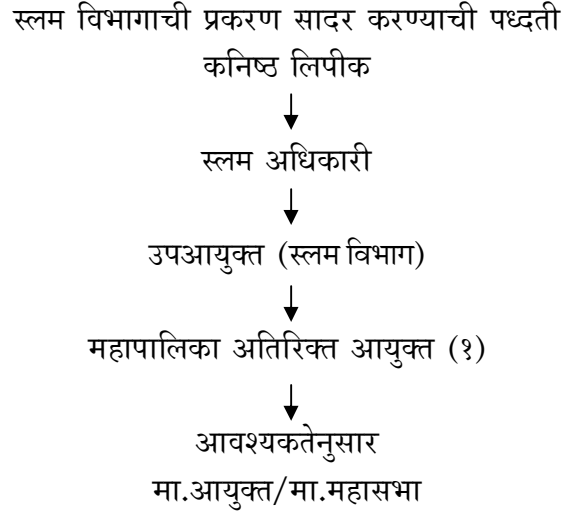 स्लम विभागाची प्रकरण सादर करण्याची पध्दती
कनिष्ठ लिपीक
स्लम अधिकारी
उपआयुक्त (स्लम विभाग)
महापालिका अतिरिक्त आयुक्त (१)
आवश्यकतेनुसार
मा.आयुक्त/मा.महासभा